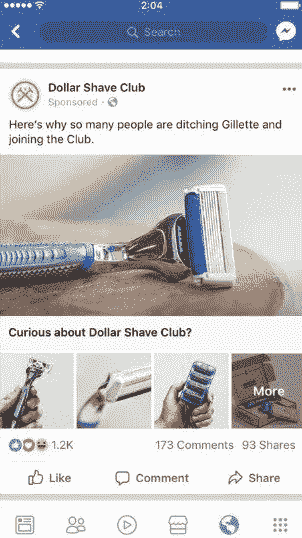 2:04
Search
Dollar Shave Club
Sponsored ·
Here's why so many people are ditching Gillette and
joining the Club.
Curious about Dollar Shave Club?
More
1.2K
173 Comments 93 Shares
Like Comment Share